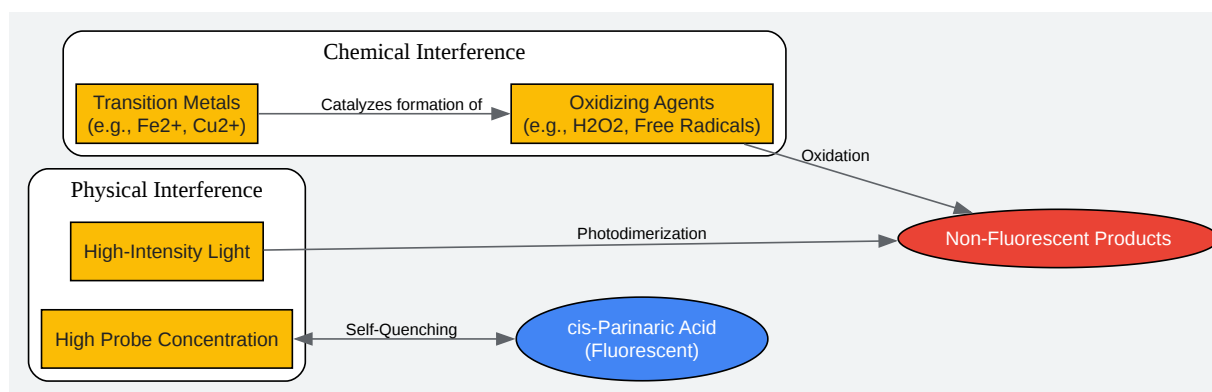 Chemical Interference
Transition Metals
(e.g., Fe2+, Cu2+)
Catalyzes formation of
Oxidizing Agents
(e.g., H2O2, Free Radicals)
Oxidation
Physical Interference
High-Intensity Light
Photodimerization
Non-Fluorescent Products
High Probe Concentration
Self-Quenching
cis-Parinaric Acid
(Fluorescent)